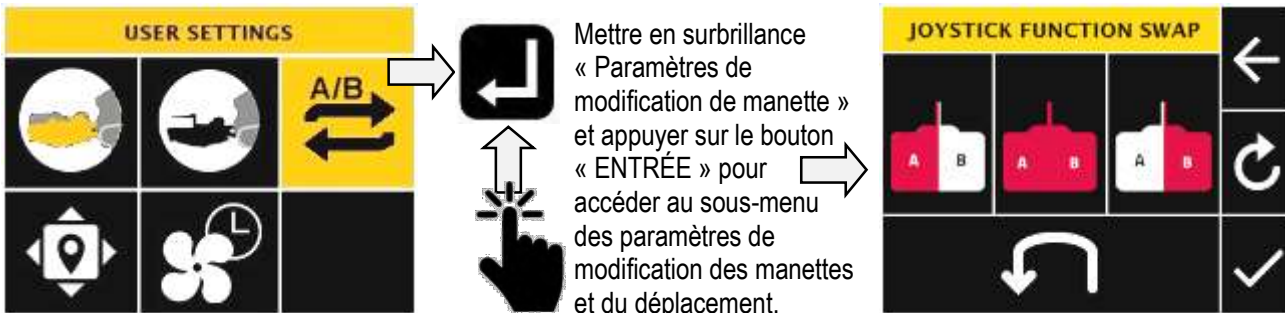 USER SETTINGS
A/B
Mettre en surbrillance
« Paramètres de
modification de manette »
et appuyer sur le bouton
« ENTRÉE » pour
accéder au sous-menu
des paramètres de
modification des manettes
et du déplacement.
JOYSTICK FUNCTION SWAP
A B
A B
A B